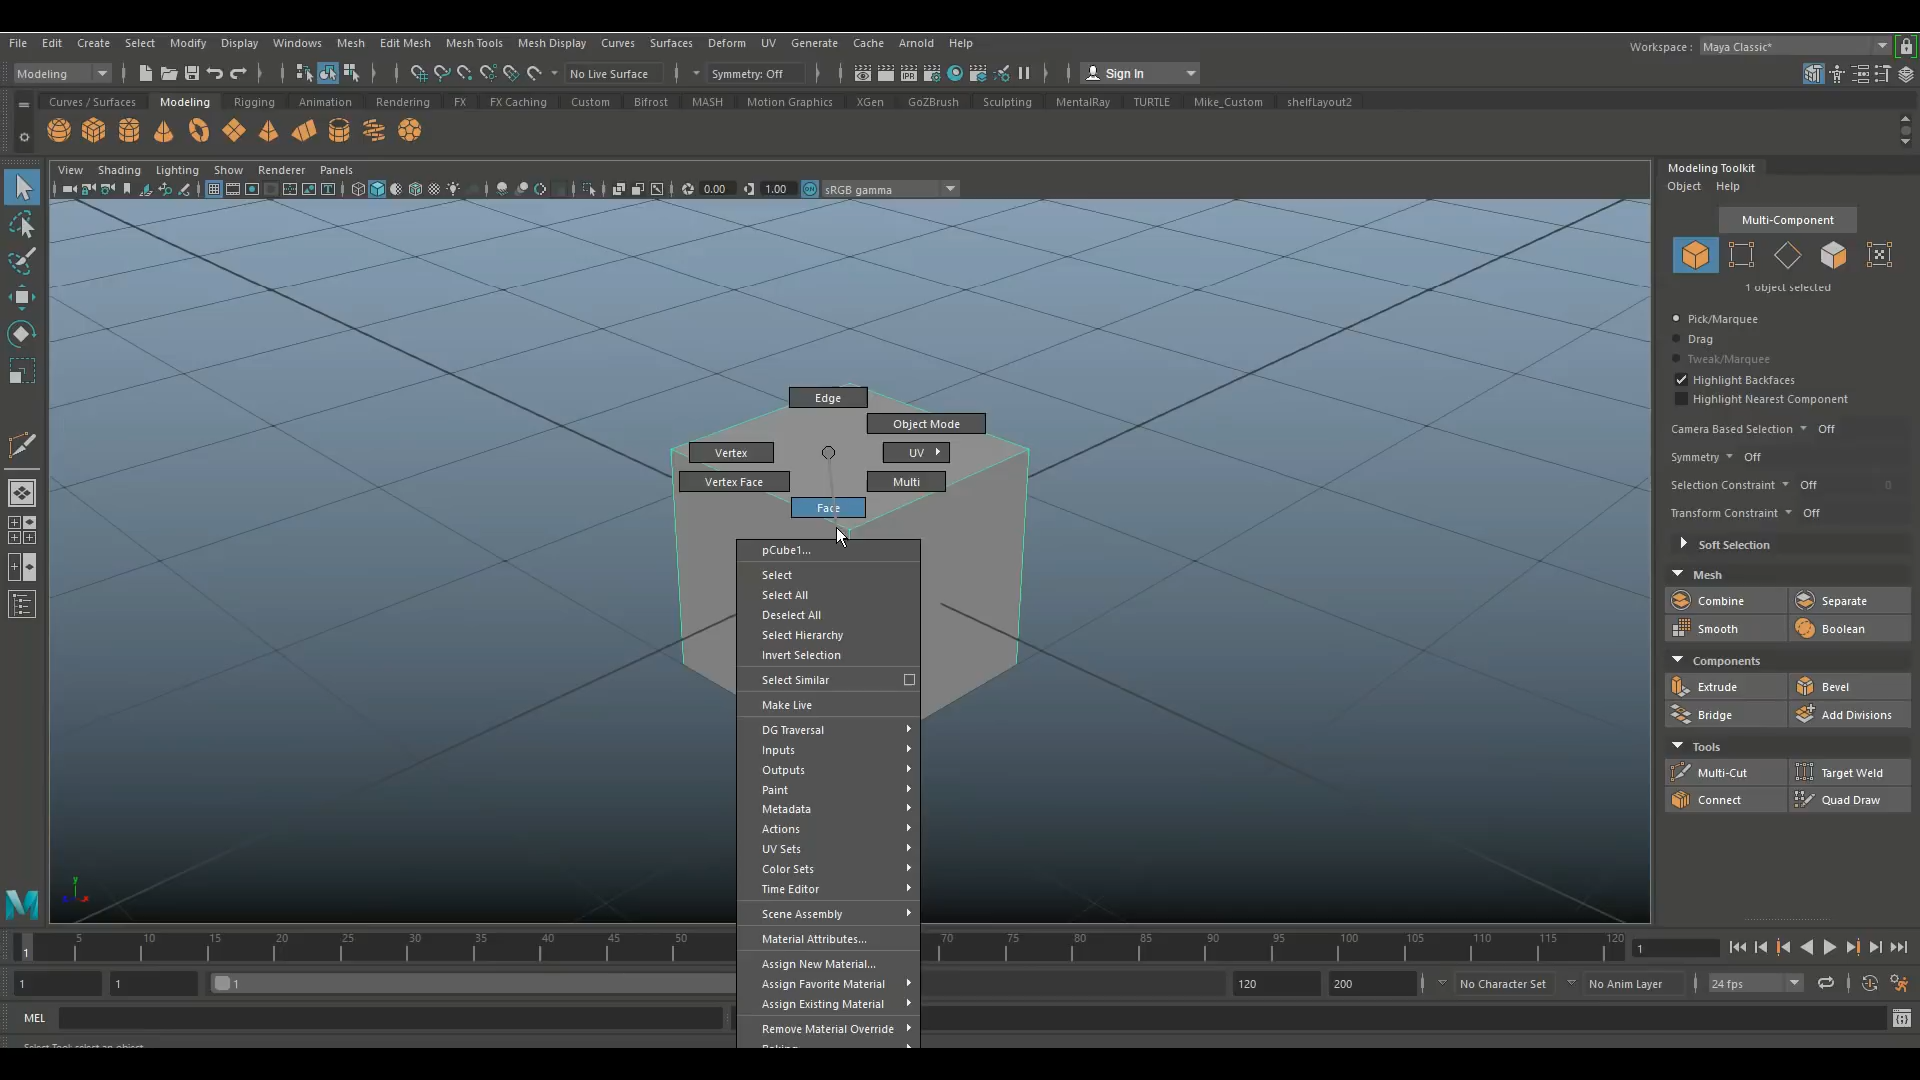 File Edit Create Select Modify Display Windows Mesh Edit Mesh Mesh Tools Mesh Display Curves Surfaces Deform UV Generate Cache Arnold Help
Workspace : Maya Classic*
Modeling No Live Surface Symmetry: Off IPR Sign In
Curves / Surfaces Modeling Rigging Animation Rendering FX FX Caching Custom Bifrost MASH Motion Graphics XGen GoZBrush Sculpting MentalRay TURTLE Mike_Custom shelfLayout2
View Shading Lighting Show Renderer Panels
0.00 1.00 ON sRGB gamma
Modeling Toolkit
Object Help
Multi-Component
1 object selected
Pick/Marquee
Drag
Tweak/Marquee
Highlight Backfaces
Highlight Nearest Component
Camera Based Selection Off
Symmetry Off
Selection Constraint Off 0
Transform Constraint Off
Soft Selection
Mesh
Combine Separate
Smooth Boolean
Components
Extrude Bevel
Bridge Add Divisions
Tools
Multi-Cut Target Weld
Connect Quad Draw
Edge
Object Mode
Vertex UV
Vertex Face Multi
Face
pCube1...
Select
Select All
Deselect All
Select Hierarchy
Invert Selection
Select Similar
Make Live
DG Traversal
Inputs
Outputs
Paint
Metadata
Actions
UV Sets
Color Sets
Time Editor
Scene Assembly
Material Attributes...
Assign New Material...
Assign Favorite Material
Assign Existing Material
Remove Material Override
y
1 5 10 15 20 25 30 35 40 45 50 70 75 80 85 90 95 100 105 110 115 120 1
1 1 1 120 200 No Character Set No Anim Layer 24 fps
MEL
Select Tool: select an object